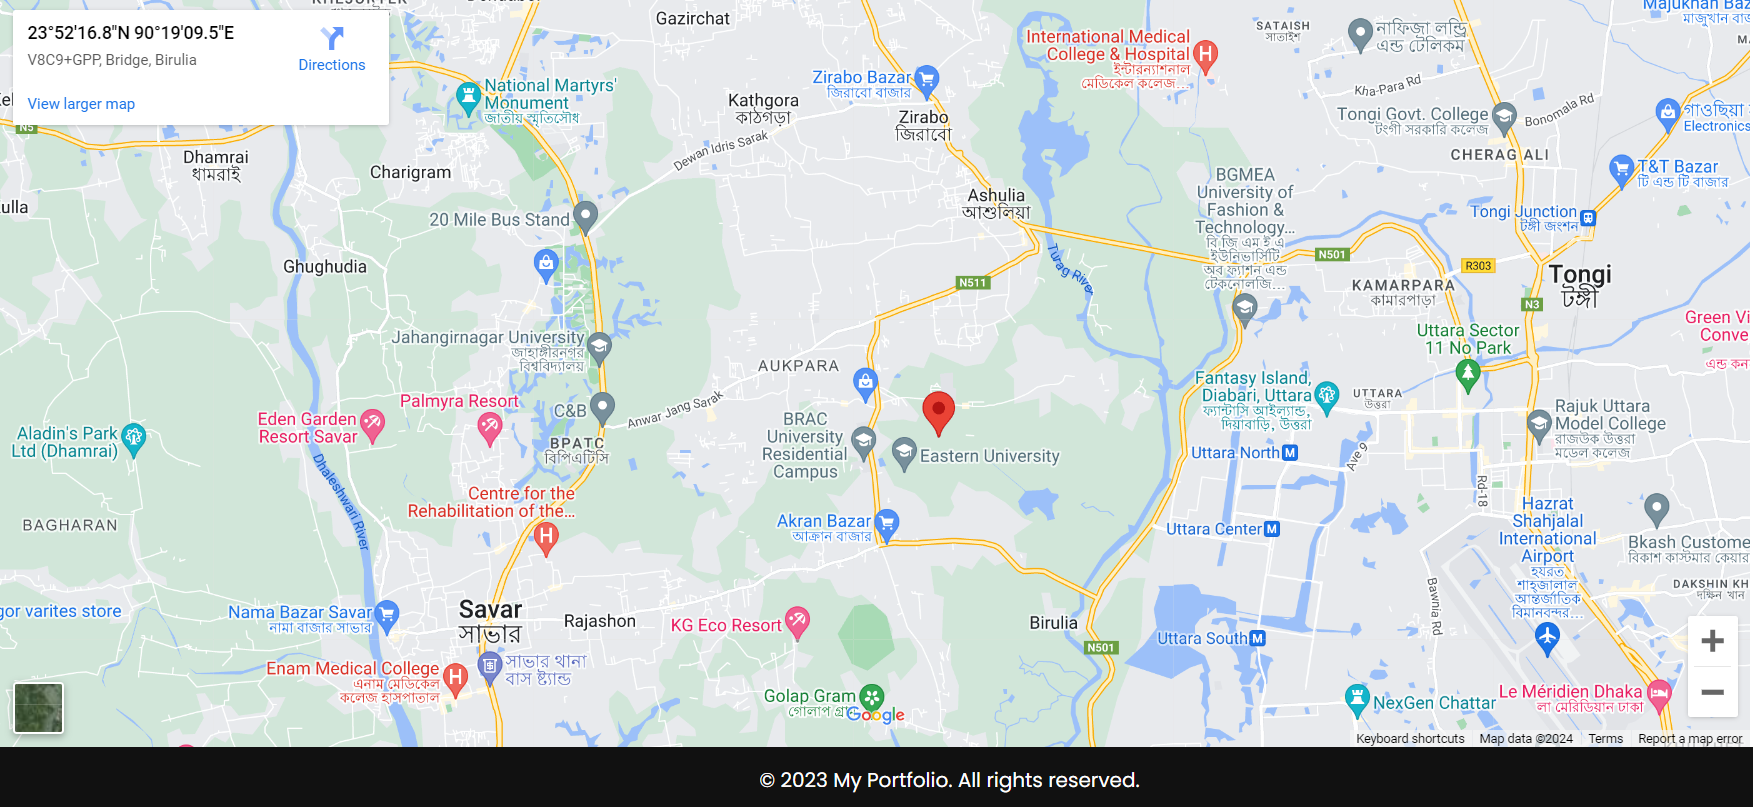 KHEJURTEK
Gazirchat
SATAISH
সাতাইশ
নাফিজা লন্ড্রি
এন্ড টেলিকম
23°52'16.8"N 90°19'09.5"E
V8C9+GPP, Bridge, Birulia
Directions
View larger map
International Medical
College & Hospital
ইন্টারন্যাশনাল
মেডিকেল কলেজ...
National Martyrs'
Monument
জাতীয় স্মৃতিসৌধ
Zirabo Bazar
জিরাবো বাজার
Kathgora
কাঠগড়া
Zirabo
জিরাবো
Kha-Para Rd
Tongi Govt. College
টংগী সরকারি কলেজ
Bonomala Rd
গাওছিয়া
Electronics
N5
Dhamrai
ধামরাই
Charigram
Dewan Idris Sarak
CHERAG ALI
T&T Bazar
টি এন্ড টি বাজার
ulla
20 Mile Bus Stand
Ashulia
আশুলিয়া
BGMEA
University of
Fashion &
Technology...
বি জি এম ই এ
ইউনিভার্সিটি
অব ফ্যাশন এন্ড
টেকনোলজি...
Tongi Junction
টঙ্গী জংশন
Ghughudia
Turag River
N501
R303
Tongi
টঙ্গী
N511
KAMARPARA
কামারপাড়া
N3
Jahangirnagar University
জাহাঙ্গীরনগর
বিশ্ববিদ্যালয়
Uttara Sector
11 No Park
Green Vi
Conve
এন্ড কন
AUKPARA
Fantasy Island,
Diabari, Uttara
ফ্যান্টাসি আইল্যান্ড,
দিয়াবাড়ি, উত্তরা
UTTARA
উত্তরা
Palmyra Resort
Eden Garden
Resort Savar
C&B
Anwar Jang Sarak
BRAC
University
Residential
Campus
Eastern University
Rajuk Uttara
Model College
রাজউক উত্তরা
মডেল কলেজ
Aladin's Park
Ltd (Dhamrai)
BPATC
বিপিএটিসি
Uttara North
M
Ave 9
Rd-18
Dhaleshwari River
Centre for the
Rehabilitation of the...
BAGHARAN
Akran Bazar
আক্রান বাজার
Uttara Center
M
Hazrat
Shahjalal
International
Airport
হযরত
শাহ্জালাল
আন্তর্জাতিক
বিমানবন্দর...
Bkash Custome
বিকাশ কাস্টমার কেয়ার
DAKSHIN KH
দক্ষিন খান
Bawnia Rd
gor varites store
Nama Bazar Savar
নামা বাজার সাভার
Savar
সাভার
Rajashon
KG Eco Resort
Birulia
N501
Uttara South
M
Enam Medical College
এনাম মেডিকেল
কলেজ হাসপাতাল
সাভার থানা
বাস ষ্ট্যান্ড
Golap Gram
গোলাপ গ্রাম
Google
NexGen Chattar
Le Méridien Dhaka
লা মেরিডিয়ান ঢাকা
Keyboard shortcuts
Map data ©2024
Terms
Report a map error
© 2023 My Portfolio. All rights reserved.